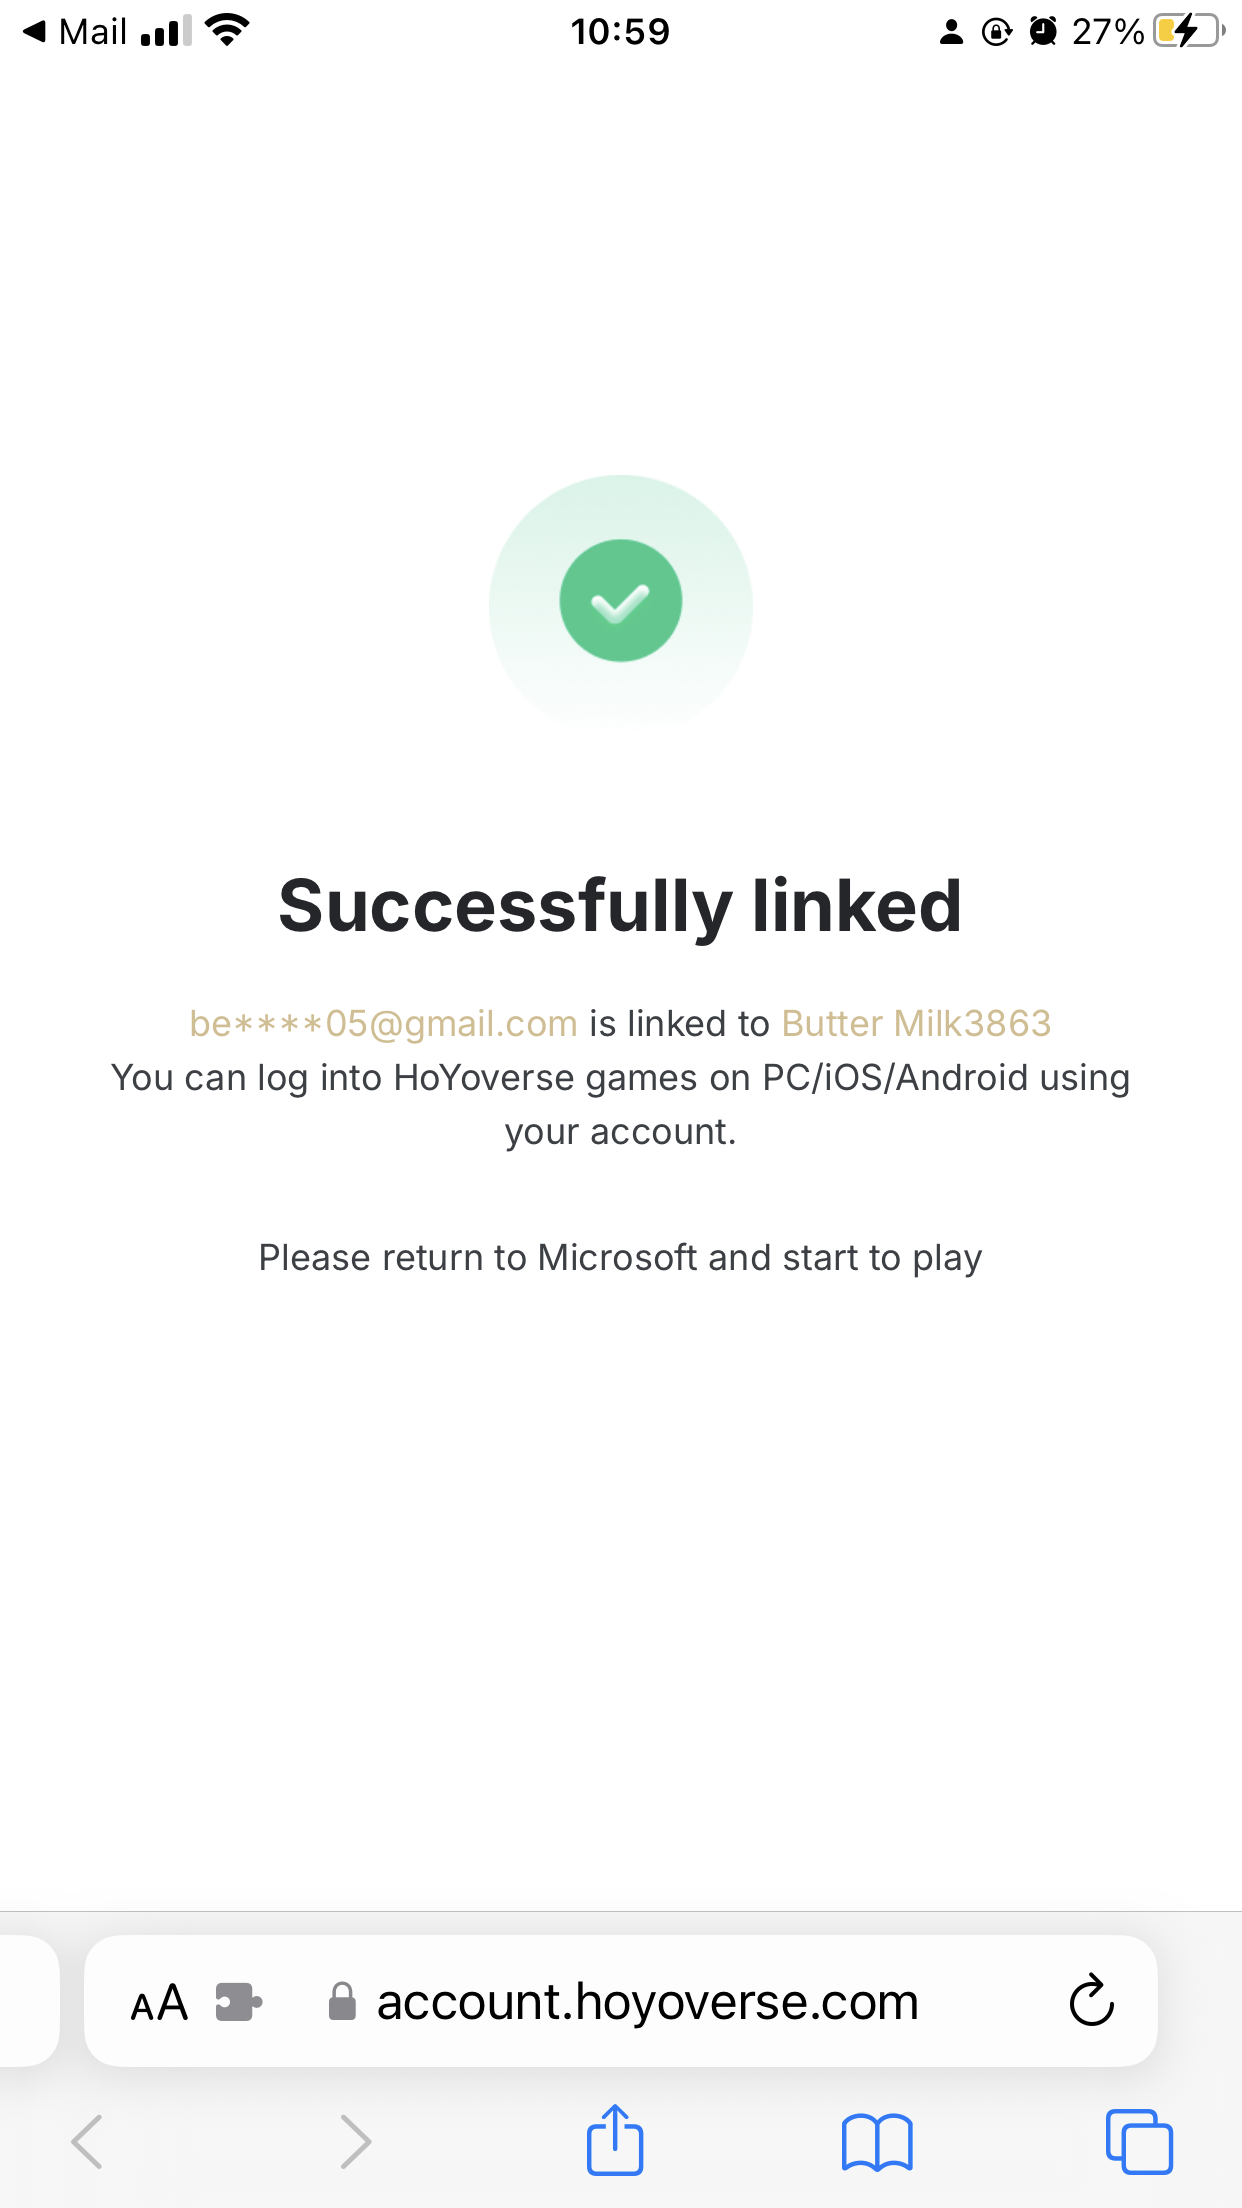 Mail 10:59 27%
Successfully linked
be****05@gmail.com is linked to Butter Milk3863
You can log into HoYoverse games on PC/iOS/Android using
your account.
Please return to Microsoft and start to play
AA account.hoyoverse.com